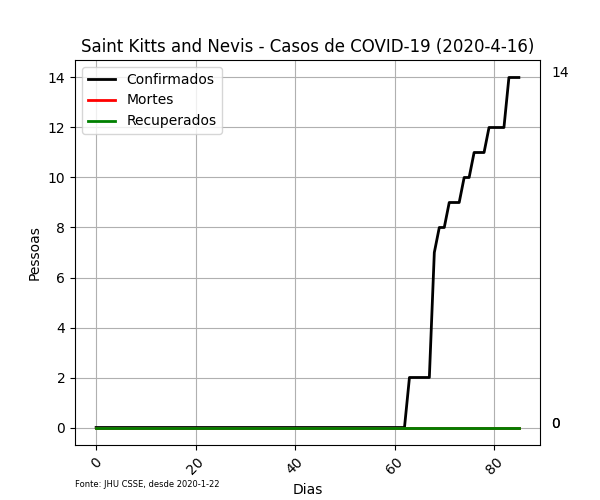 Saint Kitts and Nevis - Casos de COVID-19 (2020-4-16)
Confirmados
Mortes
Recuperados
14
12
10
8
6
4
2
0
Pessoas
14
0
0
20
40
60
80
Dias
Fonte: JHU CSSE, desde 2020-1-22